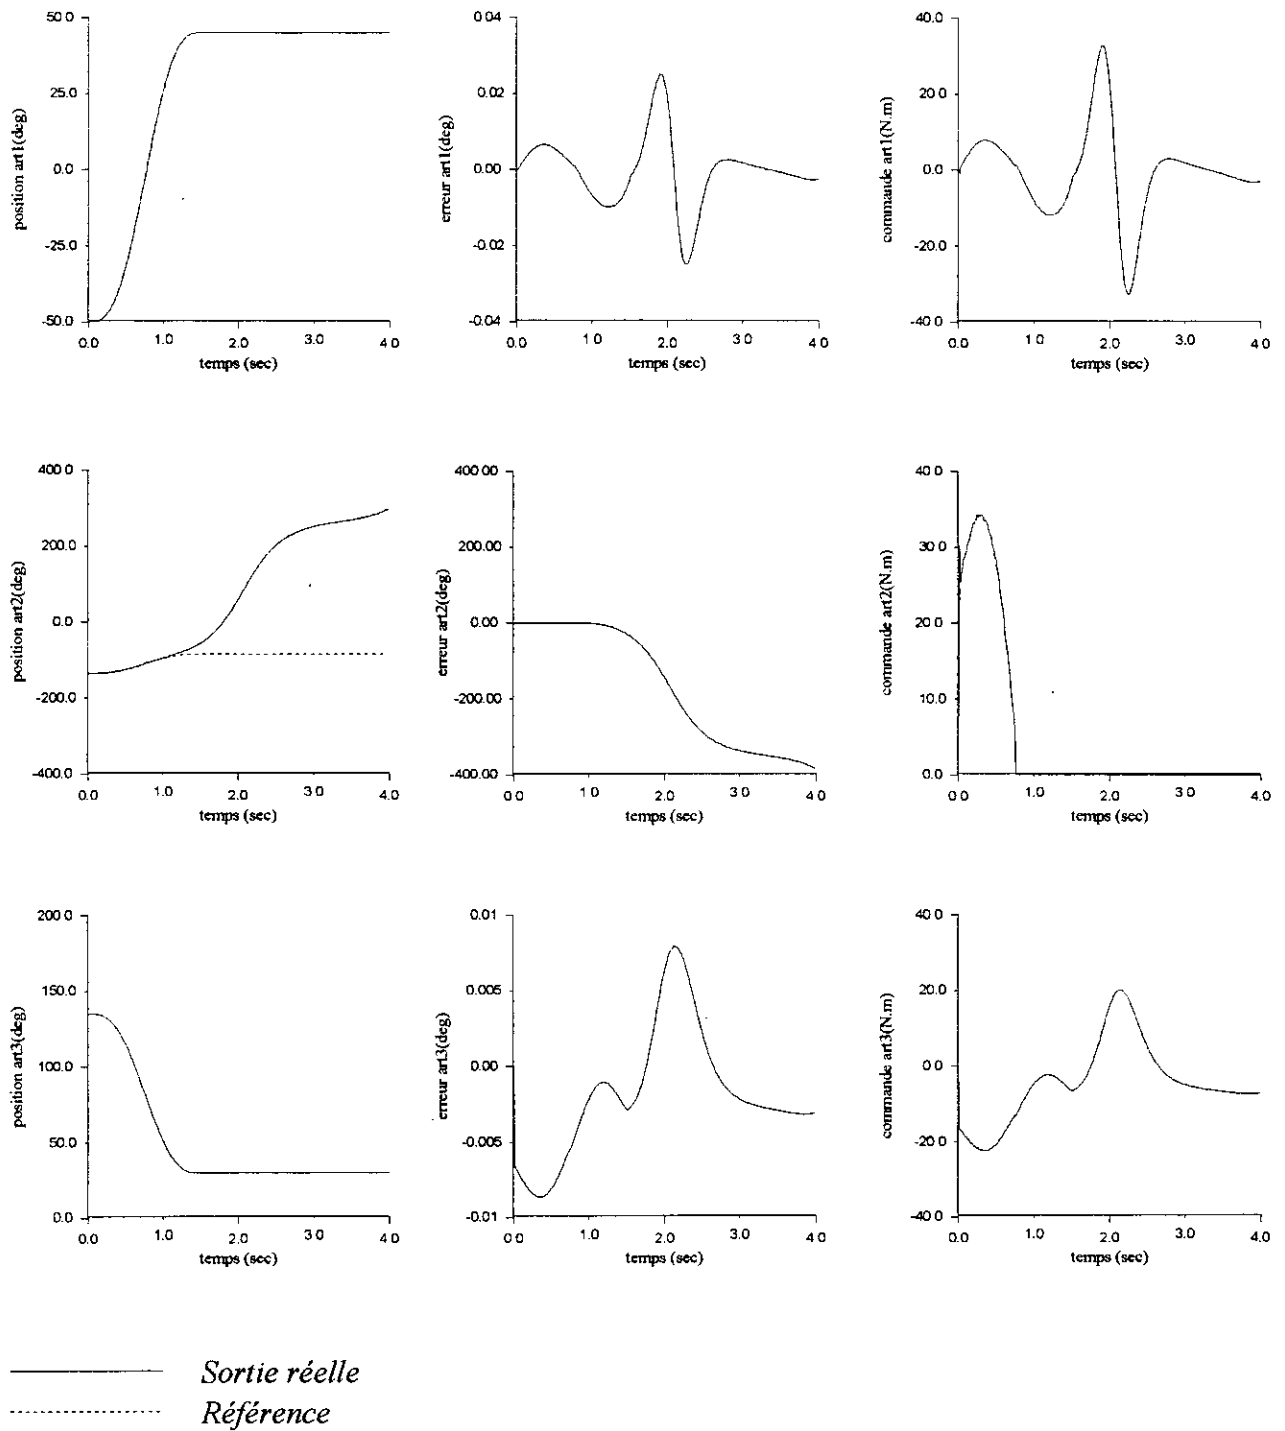 position art1(deg)
50.0
25.0
0.0
-25.0
-50.0
0.0 1.0 2.0 3.0 4 0
temps (sec)
erreur art1(deg)
0.04
0.02
0.00
-0.02
-0.04
0.0 1 0 2.0 3.0 4.0
temps (sec)
commande art1(N.m)
40.0
20.0
0.0
-20.0
-40.0
0.0 1.0 2.0 3.0 4 0
temps (sec)
position art2(deg)
400 0
200.0
0.0
-200.0
-400.0
0.0 1.0 2.0 3.0 4.0
temps (sec)
erreur art2(deg)
400 00
200.00
0.00
-200.00
-400.00
0.0 1.0 2.0 3.0 4 0
temps (sec)
commande art2(N.m)
40 0
30 0
20 0
10 0
0.0
0.0 1.0 2.0 3.0 4 0
temps (sec)
position art3(deg)
200 0
150.0
100.0
50.0
0.0
0.0 1.0 2.0 3.0 4 0
temps (sec)
erreur art3(deg)
0.01
0.005
0.00
-0.005
-0.01
0.0 1.0 2.0 3.0 4 0
temps (sec)
commande art3(N.m)
40 0
20.0
0.0
-20.0
-40 0
0.0 1.0 2.0 3.0 4 0
temps (sec)
Sortie réelle
Référence